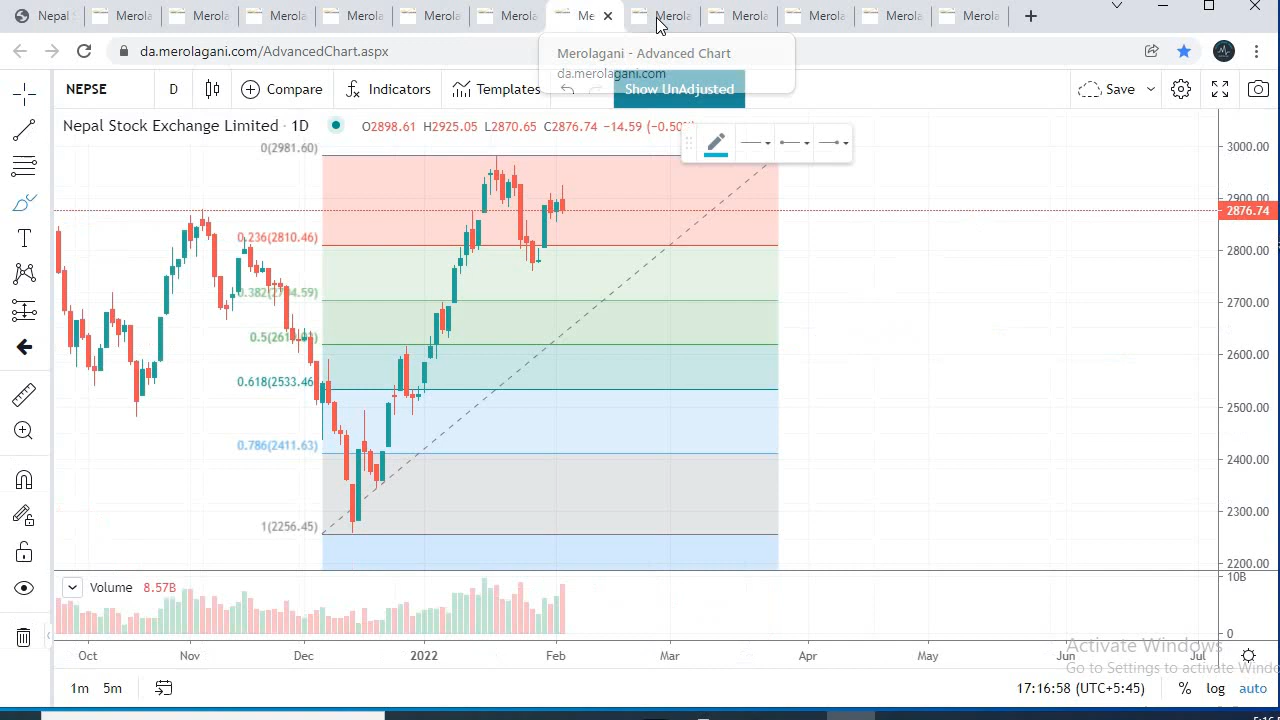 Nepal Merola Merola Merola Merola Merola Merola Me Merola Merola Merola Merola Merola
da.merolagani.com/AdvancedChart.aspx
Merolagani - Advanced Chart
da.merolagani.com
NEPSE D Compare Indicators Templates Show UnAdjusted Save
Nepal Stock Exchange Limited · 1D O2898.61 H2925.05 L2870.65 C2876.74 −14.59 (−0.50%)
0(2981.60)
0.236(2810.46)
0.5(26
0.618(2533.46
0.786(2411.63)
1(2256.45)
3000.00
2900.00
2876.74
2800.00
2700.00
2600.00
2500.00
2400.00
2300.00
2200.00
Volume 8.57B
10B
0
Oct Nov Dec 2022 Feb Mar Apr May Jun Jul
Activate Windows
Go to Settings to activate Windo
1m 5m 17:16:58 (UTC+5:45) % log auto